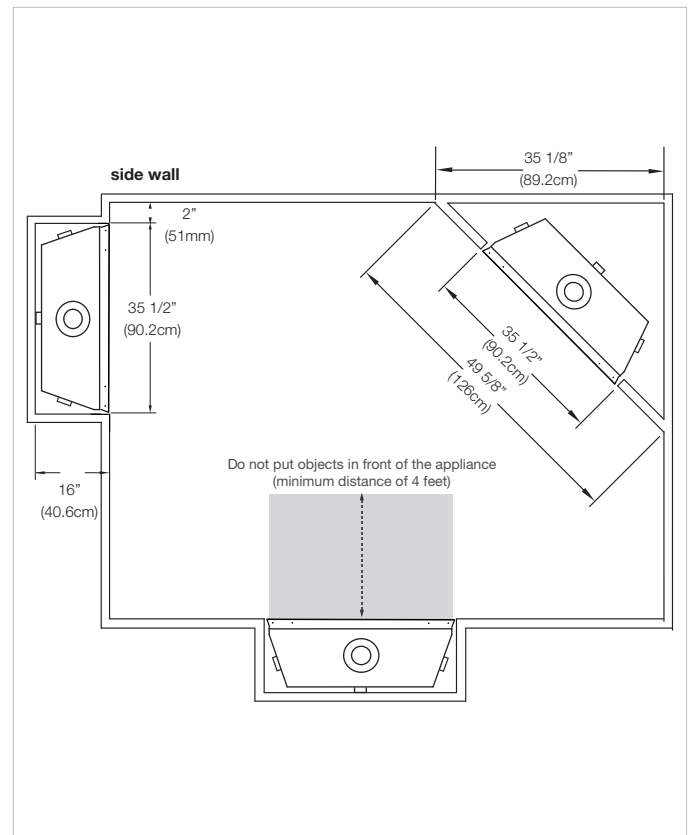 35 1/8”
(89.2cm)
side wall
2”
(51mm)
35 1/2”
(90.2cm)
35 1/2”
(90.2cm)
49 5/8”
(126cm)
Do not put objects in front of the appliance
(minimum distance of 4 feet)
16”
(40.6cm)